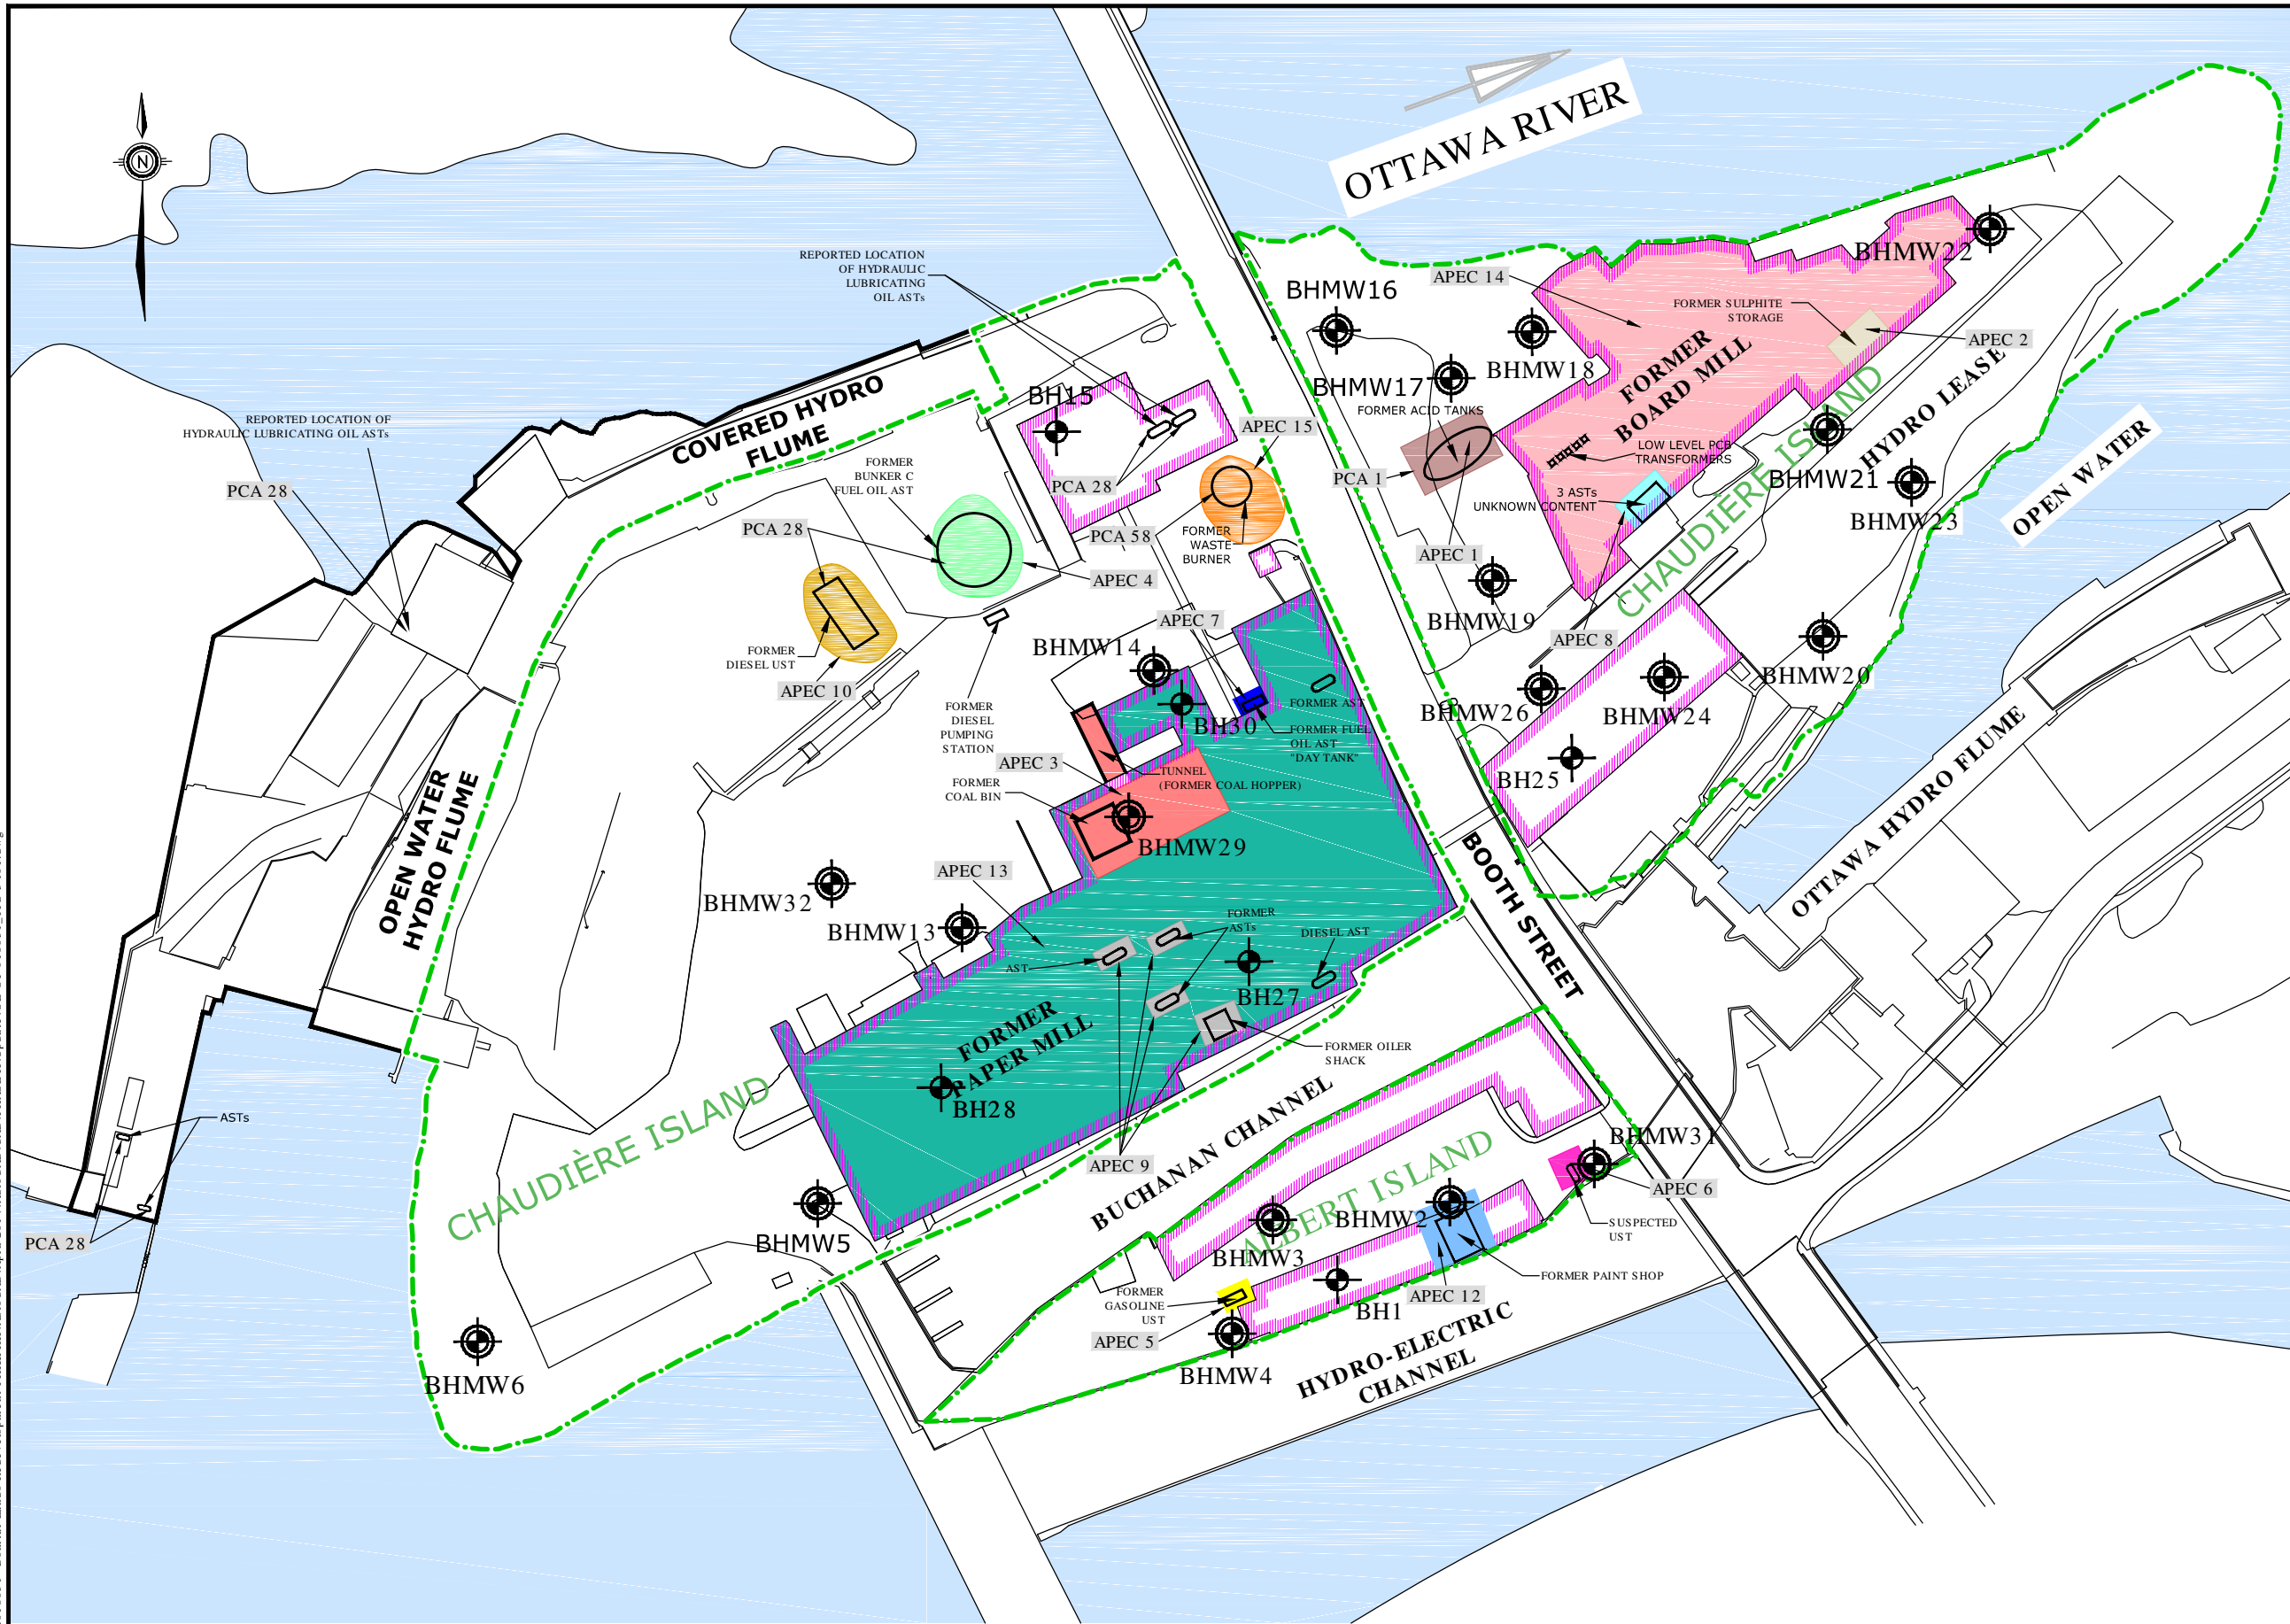 N
OTTAWA RIVER
REPORTED LOCATION
OF HYDRAULIC
LUBRICATING
OIL ASTs
BHMW22
APEC 14
BHMW16
FORMER SULPHITE
STORAGE
APEC 2
BHMW18
FORMER
BOARD MILL
BHMW17
FORMER ACID TANKS
HYDRO LEASE
CHAUDIÈRE ISLAND
BH15
COVERED HYDRO
FLUME
REPORTED LOCATION OF
HYDRAULIC LUBRICATING OIL ASTs
APEC 15
OPEN WATER
LOW LEVEL PCB
TRANSFORMERS
FORMER
BUNKER C
FUEL OIL AST
PCA 28
PCA 28
PCA 1
BHMW21
3 ASTs
UNKNOWN CONTENT
BHMW23
PCA 28
PCA 58
FORMER
WASTE
BURNER
APEC 1
APEC 4
BHMW19
APEC 7
APEC 8
BHMW14
FORMER
DIESEL UST
APEC 10
BHMW20
FORMER AST
BHMW26
BHMW24
FORMER
DIESEL
PUMPING
STATION
BH30
FORMER FUEL
OIL AST
"DAY TANK"
OTTAWA HYDRO FLUME
APEC 3
TUNNEL
(FORMER COAL HOPPER)
BH25
FORMER
COAL BIN
OPEN WATER
HYDRO FLUME
BHMW29
BOOTH STREET
APEC 13
BHMW32
BHMW13
FORMER
ASTs
DIESEL AST
AST
BH27
FORMER
PAPER MILL
FORMER OILER
SHACK
BH28
CHAUDIÈRE ISLAND
ASTs
BUCHANAN CHANNEL
BHMW31
ALBERT ISLAND
APEC 9
APEC 6
BHMW2
SUSPECTED
UST
PCA 28
BHMW5
BHMW3
FORMER PAINT SHOP
FORMER
GASOLINE
UST
APEC 12
BH1
APEC 5
HYDRO-ELECTRIC
CHANNEL
BHMW4
BHMW6